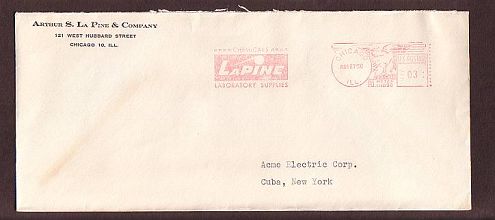 Arthur S. La Pine & Company
121 WEST HUBBARD STREET
CHICAGO 10, ILL.
CHEMICALS
LAPINE
LABORATORY SUPPLIES
CHICAGO
ILL.
U.S. POSTAGE
03
Acme Electric Corp.
Cuba, New York